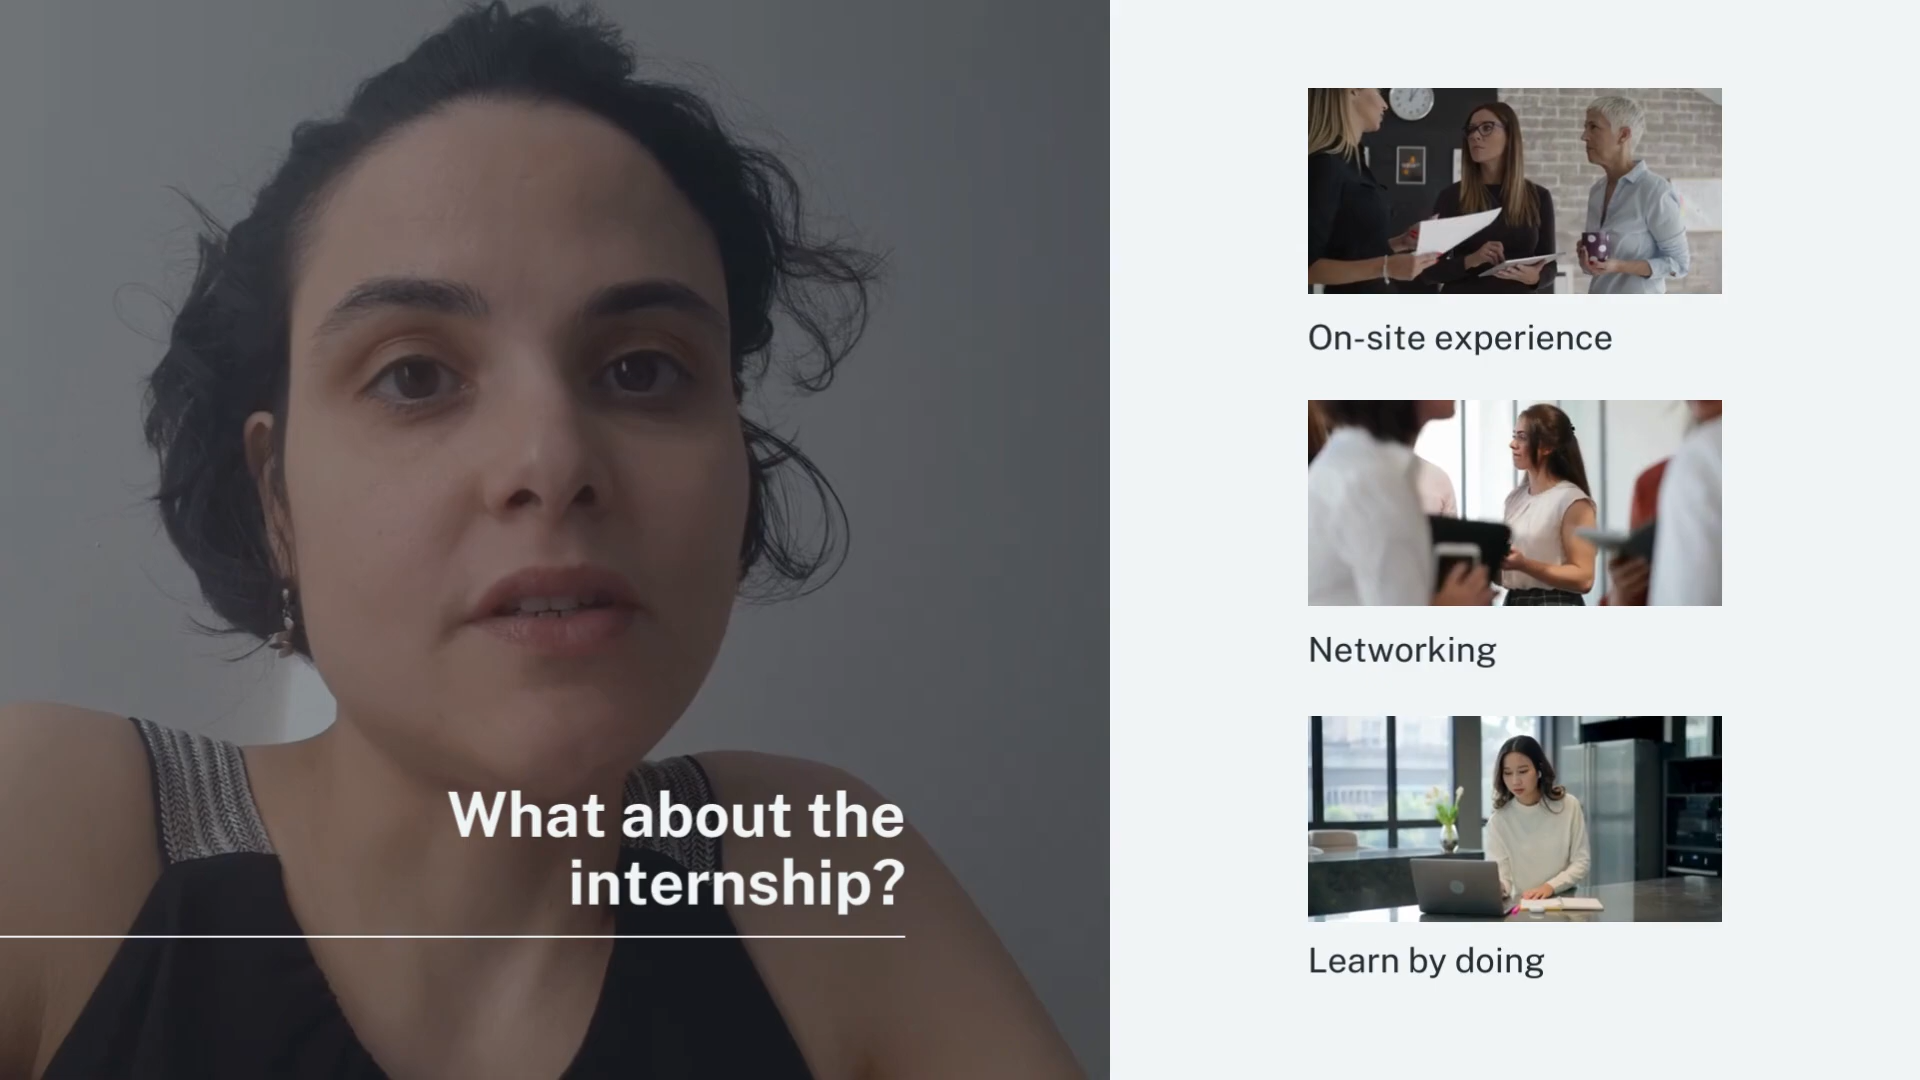 What about the
internship?
On-site experience
Networking
Learn by doing